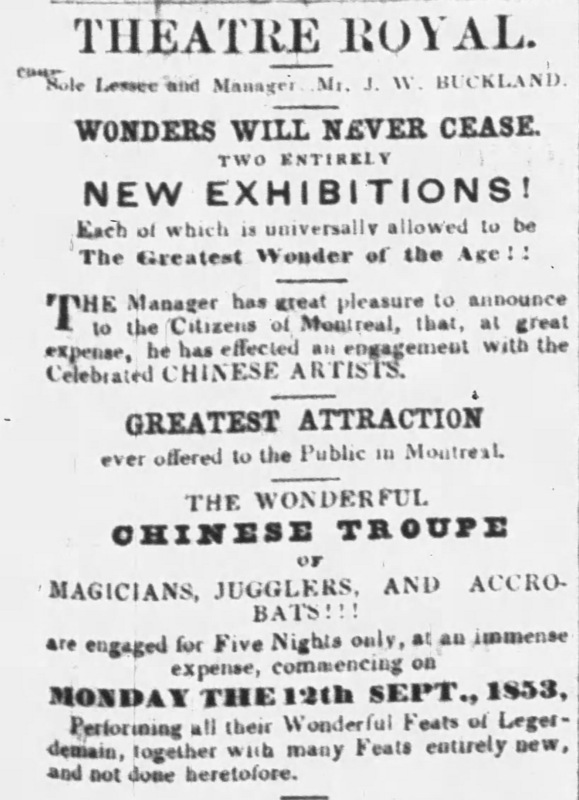 THEATRE ROYAL.
Sole Lessee and Manager. Mr. J. W. BUCKLAND.
WONDERS WILL NEVER CEASE.
TWO ENTIRELY
NEW EXHIBITIONS!
Each of which is universally allowed to be
The Greatest Wonder of the Age!!
THE Manager has great pleasure to announce
to the Citizens of Montreal, that, at great
expense, he has effected an engagement with the
Celebrated CHINESE ARTISTS.
GREATEST ATTRACTION
ever offered to the Public in Montreal.
THE WONDERFUL
CHINESE TROUPE
OF
MAGICIANS, JUGGLERS, AND ACCRO-
BATS!!!
are engaged for Five Nights only, at an immense
expense, commencing on
MONDAY THE 12th SEPT., 1853,
Performing all their Wonderful Feats of Leger-
demain, together with many Feats entirely new,
and not done heretofore.